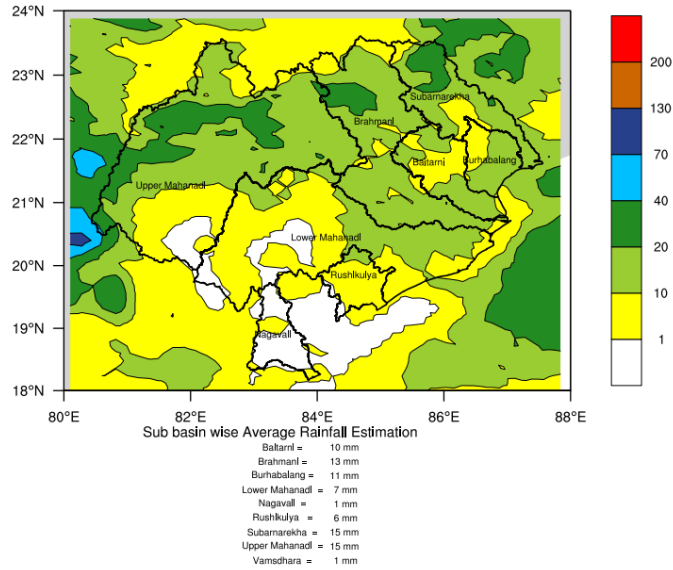 24°N
23°N
22°N
21°N
20°N
19°N
18°N
80°E 82°E 84°E 86°E 88°E
Subarnarekha
Brahmani
Baitarni
Burhabalang
Upper Mahanadi
Lower Mahanadi
Rushikulya
Nagavali
200
130
70
40
20
10
1
Sub basin wise Average Rainfall Estimation
Baitarni = 10 mm
Brahmani = 13 mm
Burhabalang = 11 mm
Lower Mahanadi = 7 mm
Nagavali = 1 mm
Rushikulya = 6 mm
Subarnarekha = 15 mm
Upper Mahanadi = 15 mm
Vamsdhara = 1 mm